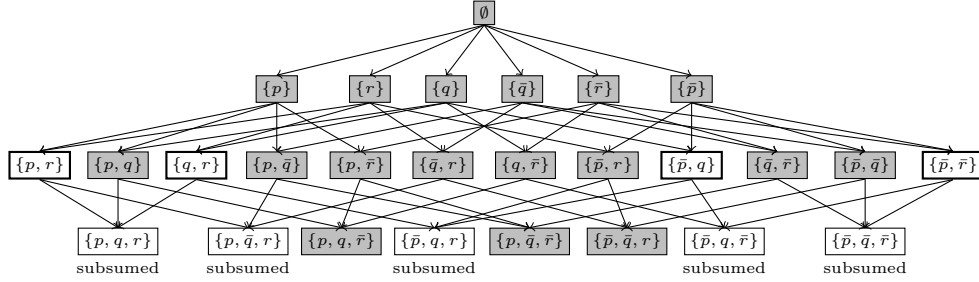 ∅
{p} {r} {q} {q̄} {r̄} {p̄}
{p, r} {p, q} {q, r} {p, q̄} {p, r̄} {q̄, r} {q, r̄} {p̄, r} {p̄, q} {q̄, r̄} {p̄, q̄} {p̄, r̄}
{p, q, r} {p, q̄, r} {p, q, r̄} {p̄, q, r} {p, q̄, r̄} {p̄, q̄, r} {p̄, q, r̄} {p̄, q̄, r̄}
subsumed subsumed subsumed subsumed subsumed